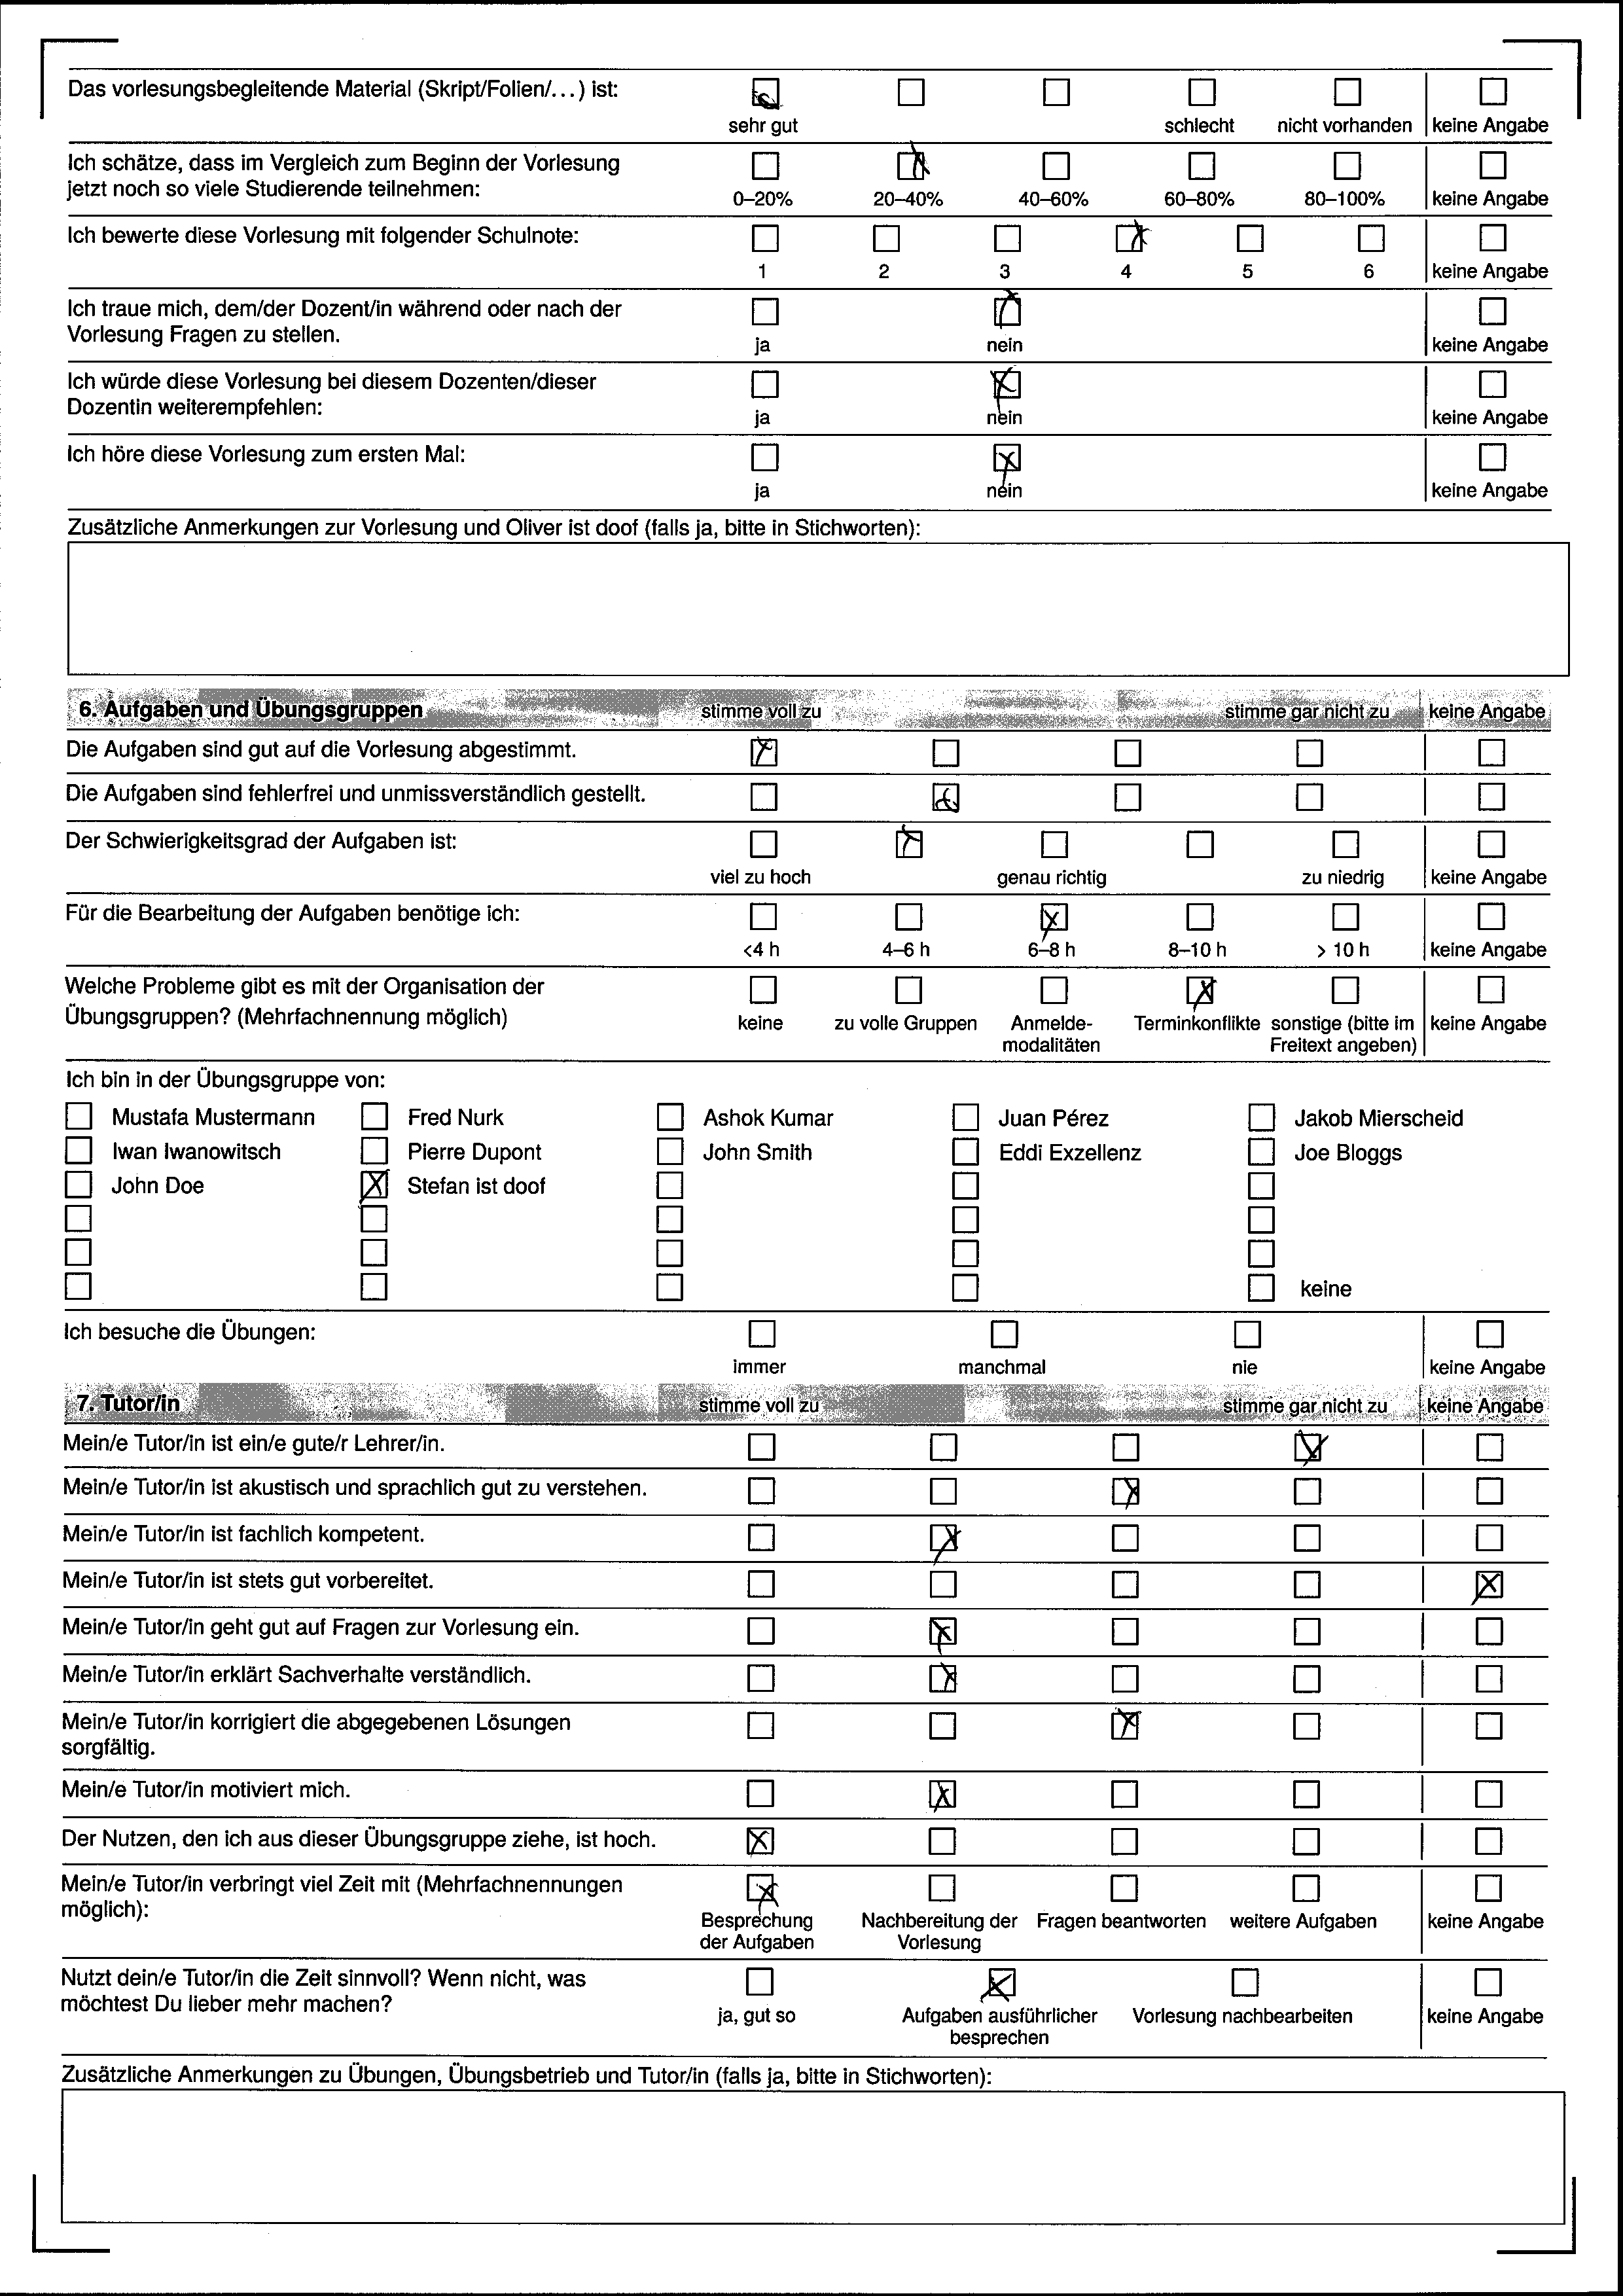 Das vorlesungsbegleitende Material (Skript/Folien/...) ist:
sehr gut schlecht nicht vorhanden keine Angabe
Ich schätze, dass im Vergleich zum Beginn der Vorlesung
jetzt noch so viele Studierende teilnehmen:
0–20% 20–40% 40–60% 60–80% 80–100% keine Angabe
Ich bewerte diese Vorlesung mit folgender Schulnote:
1 2 3 4 5 6 keine Angabe
Ich traue mich, dem/der Dozent/in während oder nach der
Vorlesung Fragen zu stellen.
ja nein keine Angabe
Ich würde diese Vorlesung bei diesem Dozenten/dieser
Dozentin weiterempfehlen:
ja nein keine Angabe
Ich höre diese Vorlesung zum ersten Mal:
ja nein keine Angabe
Zusätzliche Anmerkungen zur Vorlesung und Oliver ist doof (falls ja, bitte in Stichworten):
6. Aufgaben und Übungsgruppen stimme voll zu stimme gar nicht zu keine Angabe
Die Aufgaben sind gut auf die Vorlesung abgestimmt.
Die Aufgaben sind fehlerfrei und unmissverständlich gestellt.
Der Schwierigkeitsgrad der Aufgaben ist:
viel zu hoch genau richtig zu niedrig keine Angabe
Für die Bearbeitung der Aufgaben benötige ich:
<4 h 4–6 h 6–8 h 8–10 h > 10 h keine Angabe
Welche Probleme gibt es mit der Organisation der
Übungsgruppen? (Mehrfachnennung möglich)
keine zu volle Gruppen Anmelde- Terminkonflikte sonstige (bitte im keine Angabe
modalitäten Freitext angeben)
Ich bin in der Übungsgruppe von:
Mustafa Mustermann Fred Nurk Ashok Kumar Juan Pérez Jakob Mierscheid
Iwan Iwanowitsch Pierre Dupont John Smith Eddi Exzellenz Joe Bloggs
John Doe Stefan ist doof
keine
Ich besuche die Übungen:
immer manchmal nie keine Angabe
7. Tutor/in stimme voll zu stimme gar nicht zu keine Angabe
Mein/e Tutor/in ist ein/e gute/r Lehrer/in.
Mein/e Tutor/in ist akustisch und sprachlich gut zu verstehen.
Mein/e Tutor/in ist fachlich kompetent.
Mein/e Tutor/in ist stets gut vorbereitet.
Mein/e Tutor/in geht gut auf Fragen zur Vorlesung ein.
Mein/e Tutor/in erklärt Sachverhalte verständlich.
Mein/e Tutor/in korrigiert die abgegebenen Lösungen
sorgfältig.
Mein/e Tutor/in motiviert mich.
Der Nutzen, den ich aus dieser Übungsgruppe ziehe, ist hoch.
Mein/e Tutor/in verbringt viel Zeit mit (Mehrfachnennungen
möglich):
Besprechung Nachbereitung der Fragen beantworten weitere Aufgaben keine Angabe
der Aufgaben Vorlesung
Nutzt dein/e Tutor/in die Zeit sinnvoll? Wenn nicht, was
möchtest Du lieber mehr machen?
ja, gut so Aufgaben ausführlicher Vorlesung nachbearbeiten keine Angabe
besprechen
Zusätzliche Anmerkungen zu Übungen, Übungsbetrieb und Tutor/in (falls ja, bitte in Stichworten):